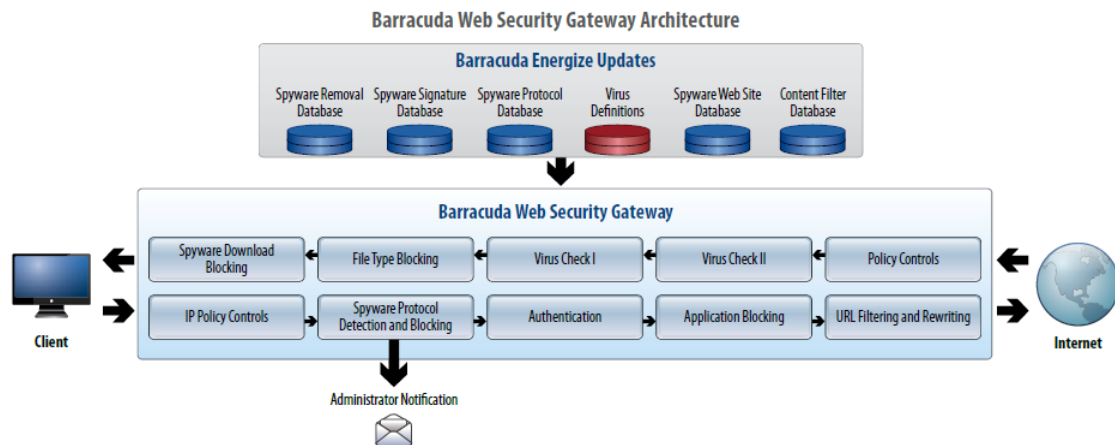 Barracuda Web Security Gateway Architecture
Barracuda Energize Updates
Spyware Removal
Database
Spyware Signature
Database
Spyware Protocol
Database
Virus
Definitions
Spyware Web Site
Database
Content Filter
Database
Barracuda Web Security Gateway
Spyware Download
Blocking
File Type Blocking
Virus Check I
Virus Check II
Policy Controls
IP Policy Controls
Spyware Protocol
Detection and Blocking
Authentication
Application Blocking
URL Filtering and Rewriting
Client
Internet
Administrator Notification